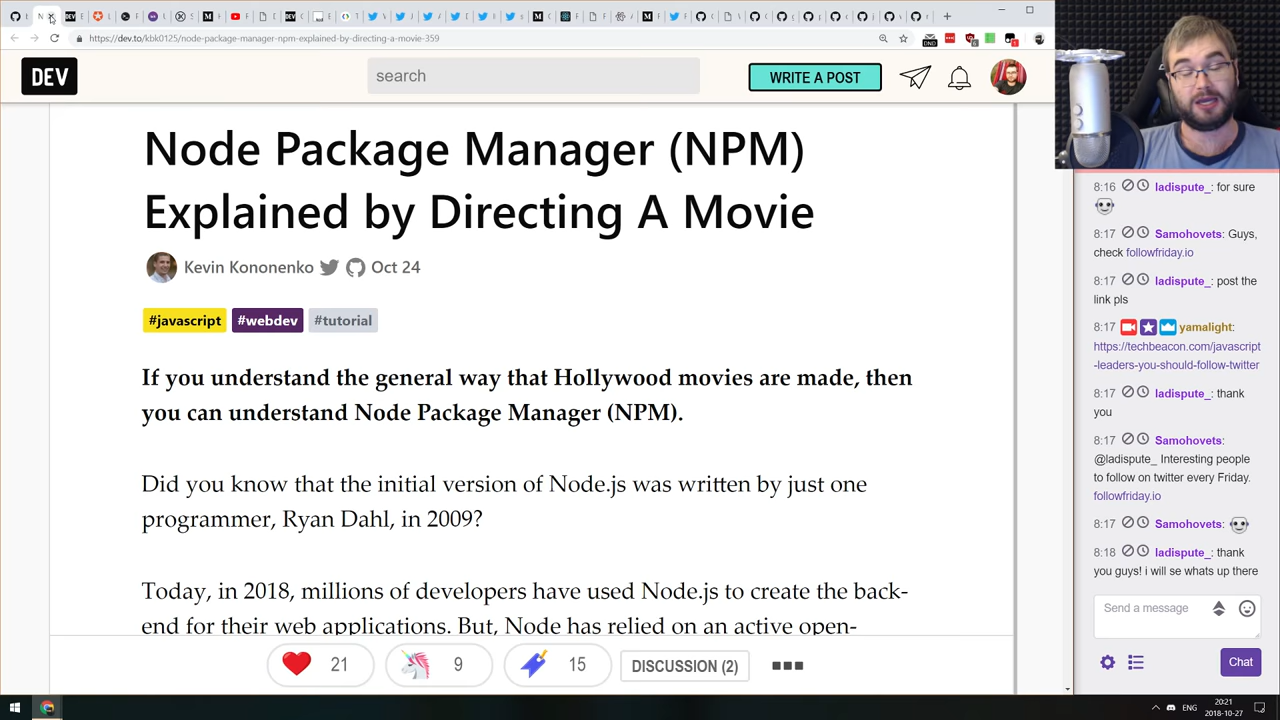 https://dev.to/kbk0125/node-package-manager-npm-explained-by-directing-a-movie-359
DEV
search
WRITE A POST
Node Package Manager (NPM)
Explained by Directing A Movie
Kevin Kononenko
Oct 24
#javascript
#webdev
#tutorial
If you understand the general way that Hollywood movies are made, then
you can understand Node Package Manager (NPM).
Did you know that the initial version of Node.js was written by just one
programmer, Ryan Dahl, in 2009?
Today, in 2018, millions of developers have used Node.js to create the back-
end for their web applications. But, Node has relied on an active open-
21
9
15
DISCUSSION (2)
8:16 ladispute_: for sure
8:17 Samohovets: Guys,
check followfriday.io
8:17 ladispute_: post the
link pls
8:17 yamalight:
https://techbeacon.com/javascript
-leaders-you-should-follow-twitter
8:17 ladispute_: thank
you
8:17 Samohovets:
@ladispute_ Interesting people
to follow on twitter every Friday.
followfriday.io
8:17 Samohovets:
8:18 ladispute_: thank
you guys! i will se whats up there
Send a message
Chat
ENG
20:21
2018-10-27